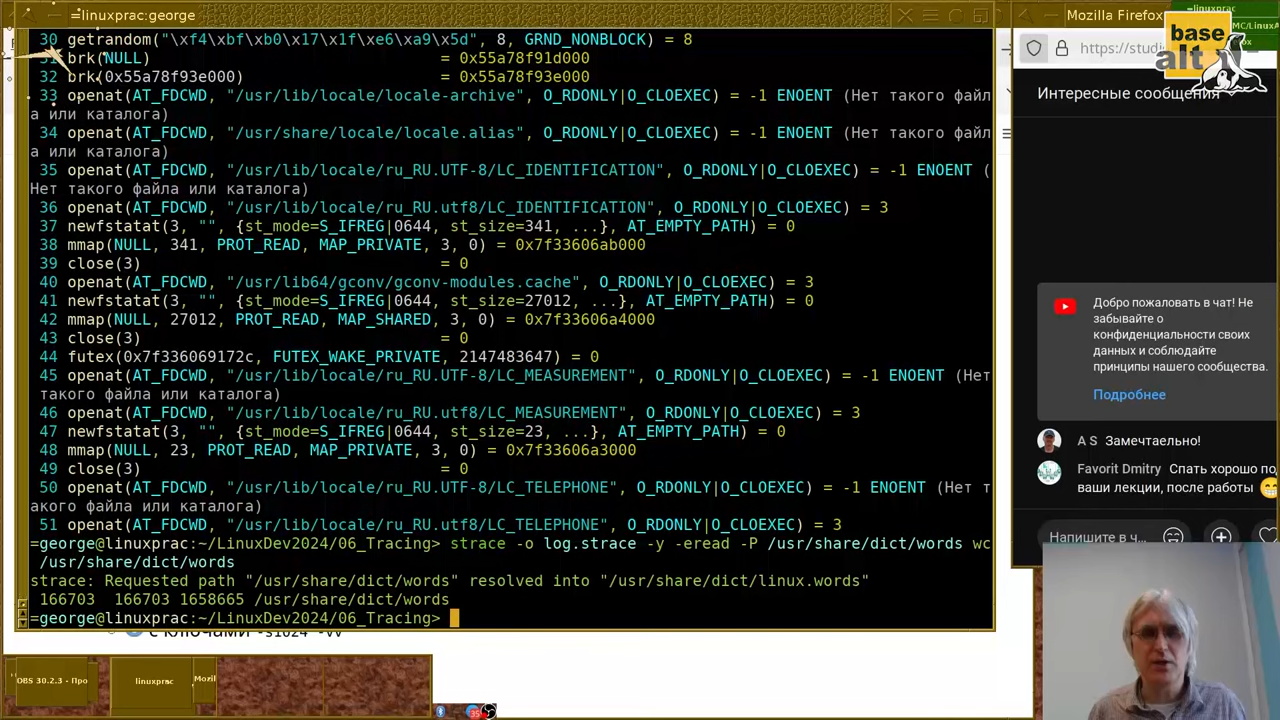 =linuxprac:george
30 getrandom("\xf4\xbf\xb0\x17\x1f\xe6\xa9\x5d", 8, GRND_NONBLOCK) = 8
31 brk(NULL) = 0x55a78f91d000
32 brk(0x55a78f93e000) = 0x55a78f93e000
33 openat(AT_FDCWD, "/usr/lib/locale/locale-archive", O_RDONLY|O_CLOEXEC) = -1 ENOENT (Нет такого файл
а или каталога)
34 openat(AT_FDCWD, "/usr/share/locale/locale.alias", O_RDONLY|O_CLOEXEC) = -1 ENOENT (Нет такого файл
а или каталога)
35 openat(AT_FDCWD, "/usr/lib/locale/ru_RU.UTF-8/LC_IDENTIFICATION", O_RDONLY|O_CLOEXEC) = -1 ENOENT (
Нет такого файла или каталога)
36 openat(AT_FDCWD, "/usr/lib/locale/ru_RU.utf8/LC_IDENTIFICATION", O_RDONLY|O_CLOEXEC) = 3
37 newfstatat(3, "", {st_mode=S_IFREG|0644, st_size=341, ...}, AT_EMPTY_PATH) = 0
38 mmap(NULL, 341, PROT_READ, MAP_PRIVATE, 3, 0) = 0x7f33606ab000
39 close(3) = 0
40 openat(AT_FDCWD, "/usr/lib64/gconv/gconv-modules.cache", O_RDONLY|O_CLOEXEC) = 3
41 newfstatat(3, "", {st_mode=S_IFREG|0644, st_size=27012, ...}, AT_EMPTY_PATH) = 0
42 mmap(NULL, 27012, PROT_READ, MAP_SHARED, 3, 0) = 0x7f33606a4000
43 close(3) = 0
44 futex(0x7f336069172c, FUTEX_WAKE_PRIVATE, 2147483647) = 0
45 openat(AT_FDCWD, "/usr/lib/locale/ru_RU.UTF-8/LC_MEASUREMENT", O_RDONLY|O_CLOEXEC) = -1 ENOENT (Нет
такого файла или каталога)
46 openat(AT_FDCWD, "/usr/lib/locale/ru_RU.utf8/LC_MEASUREMENT", O_RDONLY|O_CLOEXEC) = 3
47 newfstatat(3, "", {st_mode=S_IFREG|0644, st_size=23, ...}, AT_EMPTY_PATH) = 0
48 mmap(NULL, 23, PROT_READ, MAP_PRIVATE, 3, 0) = 0x7f33606a3000
49 close(3) = 0
50 openat(AT_FDCWD, "/usr/lib/locale/ru_RU.UTF-8/LC_TELEPHONE", O_RDONLY|O_CLOEXEC) = -1 ENOENT (Нет т
акого файла или каталога)
51 openat(AT_FDCWD, "/usr/lib/locale/ru_RU.utf8/LC_TELEPHONE", O_RDONLY|O_CLOEXEC) = 3
=george@linuxprac:~/LinuxDev2024/06_Tracing> strace -o log.strace -y -eread -P /usr/share/dict/words wc
/usr/share/dict/words
strace: Requested path "/usr/share/dict/words" resolved into "/usr/share/dict/linux.words"
166703 166703 1658665 /usr/share/dict/words
=george@linuxprac:~/LinuxDev2024/06_Tracing>
с ключами -s1024 -vv
OBS 30.2.3 - Про
linuxprac
Mozil
35
Mozilla Firefox
=linuxprac
MC/LinuxA
base
alt
https://studi
Интересные сообщения
Добро пожаловать в чат! Не
забывайте о
конфиденциальности своих
данных и соблюдайте
принципы нашего сообщества.
Подробнее
A S Замечтаельно!
Favorit Dmitry Спать хорошо по
ваши лекции, после работы
Напишите в ч...